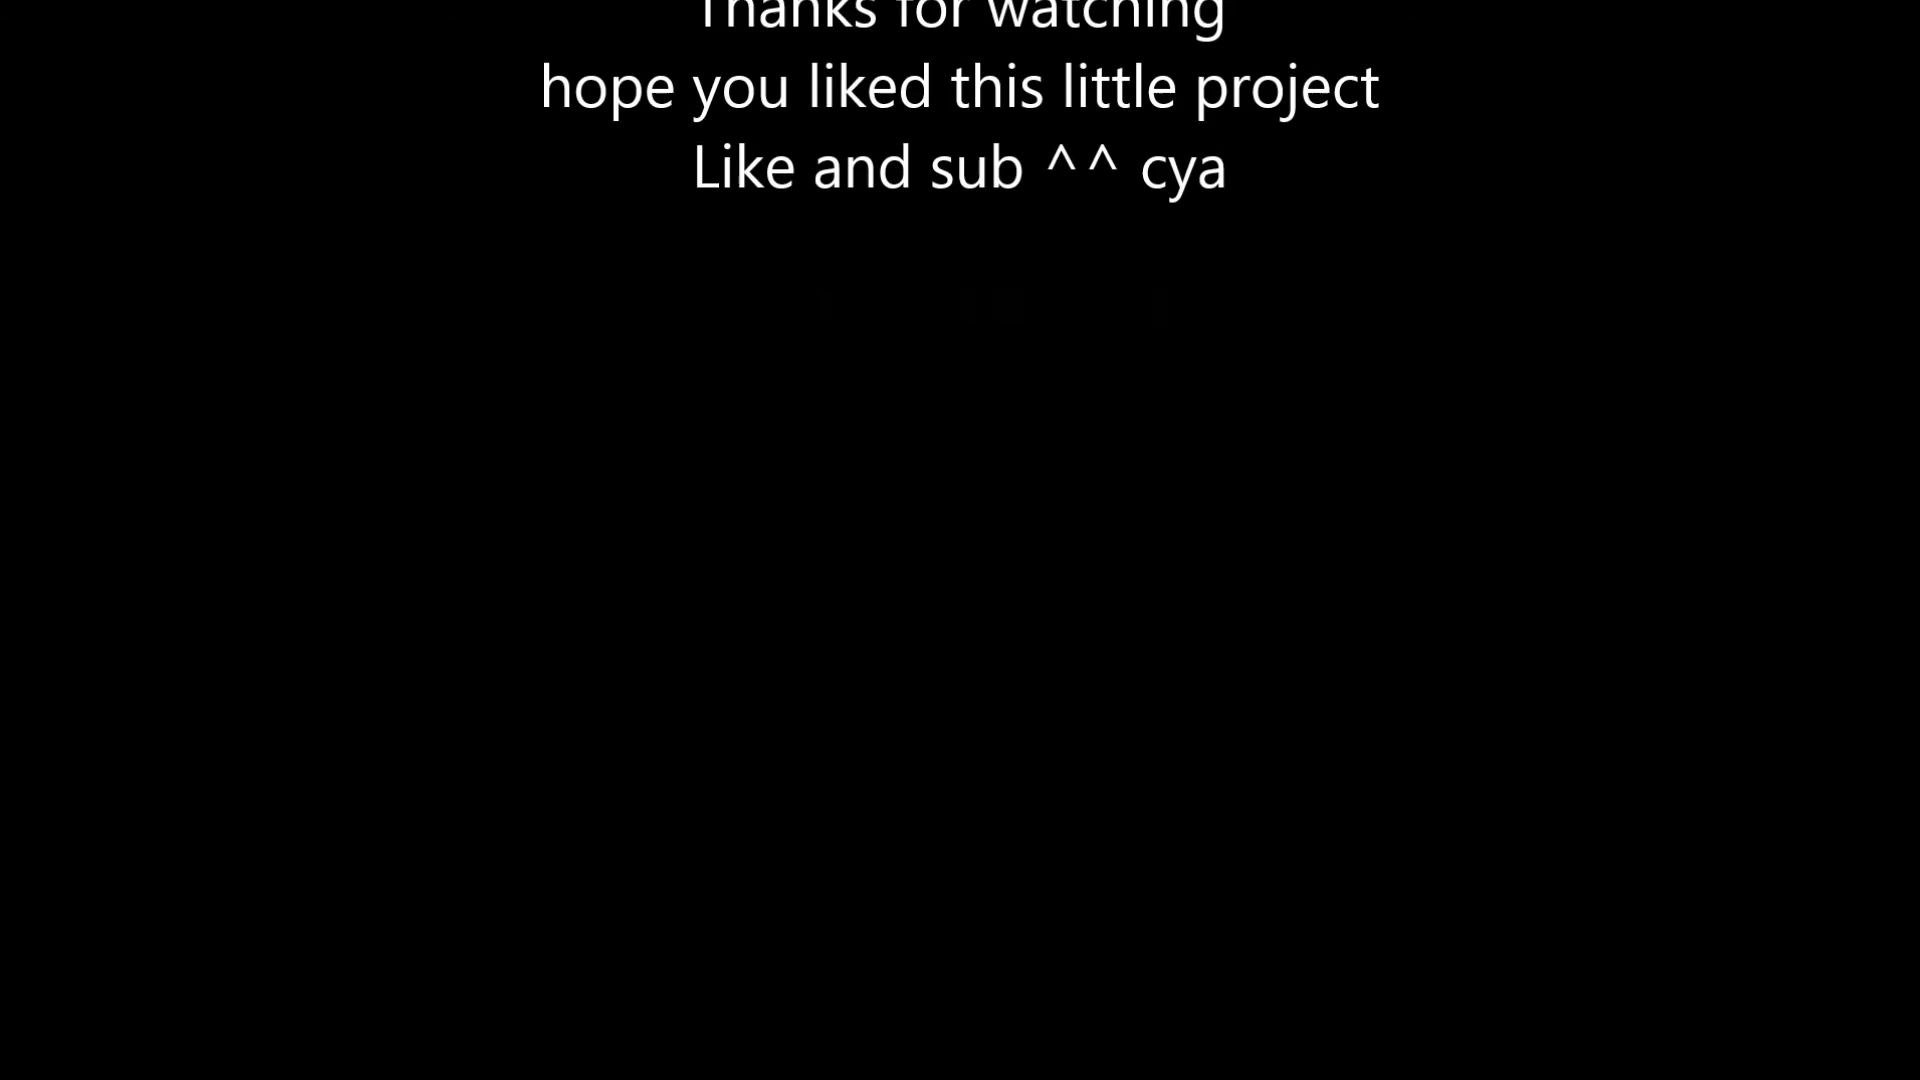 Thanks for watching
hope you liked this little project
Like and sub ^^ cya